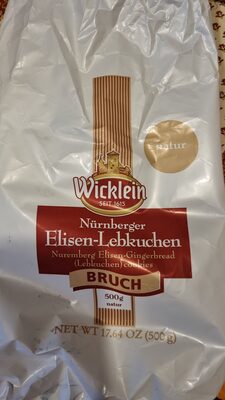 natur
Wicklein
SEIT 1615
Nürnberger
Elisen-Lebkuchen
Nuremberg Elisen-Gingerbread
(Lebkuchen) cookies
BRUCH
500g
natur
NET WT 17.64 OZ (500 g)